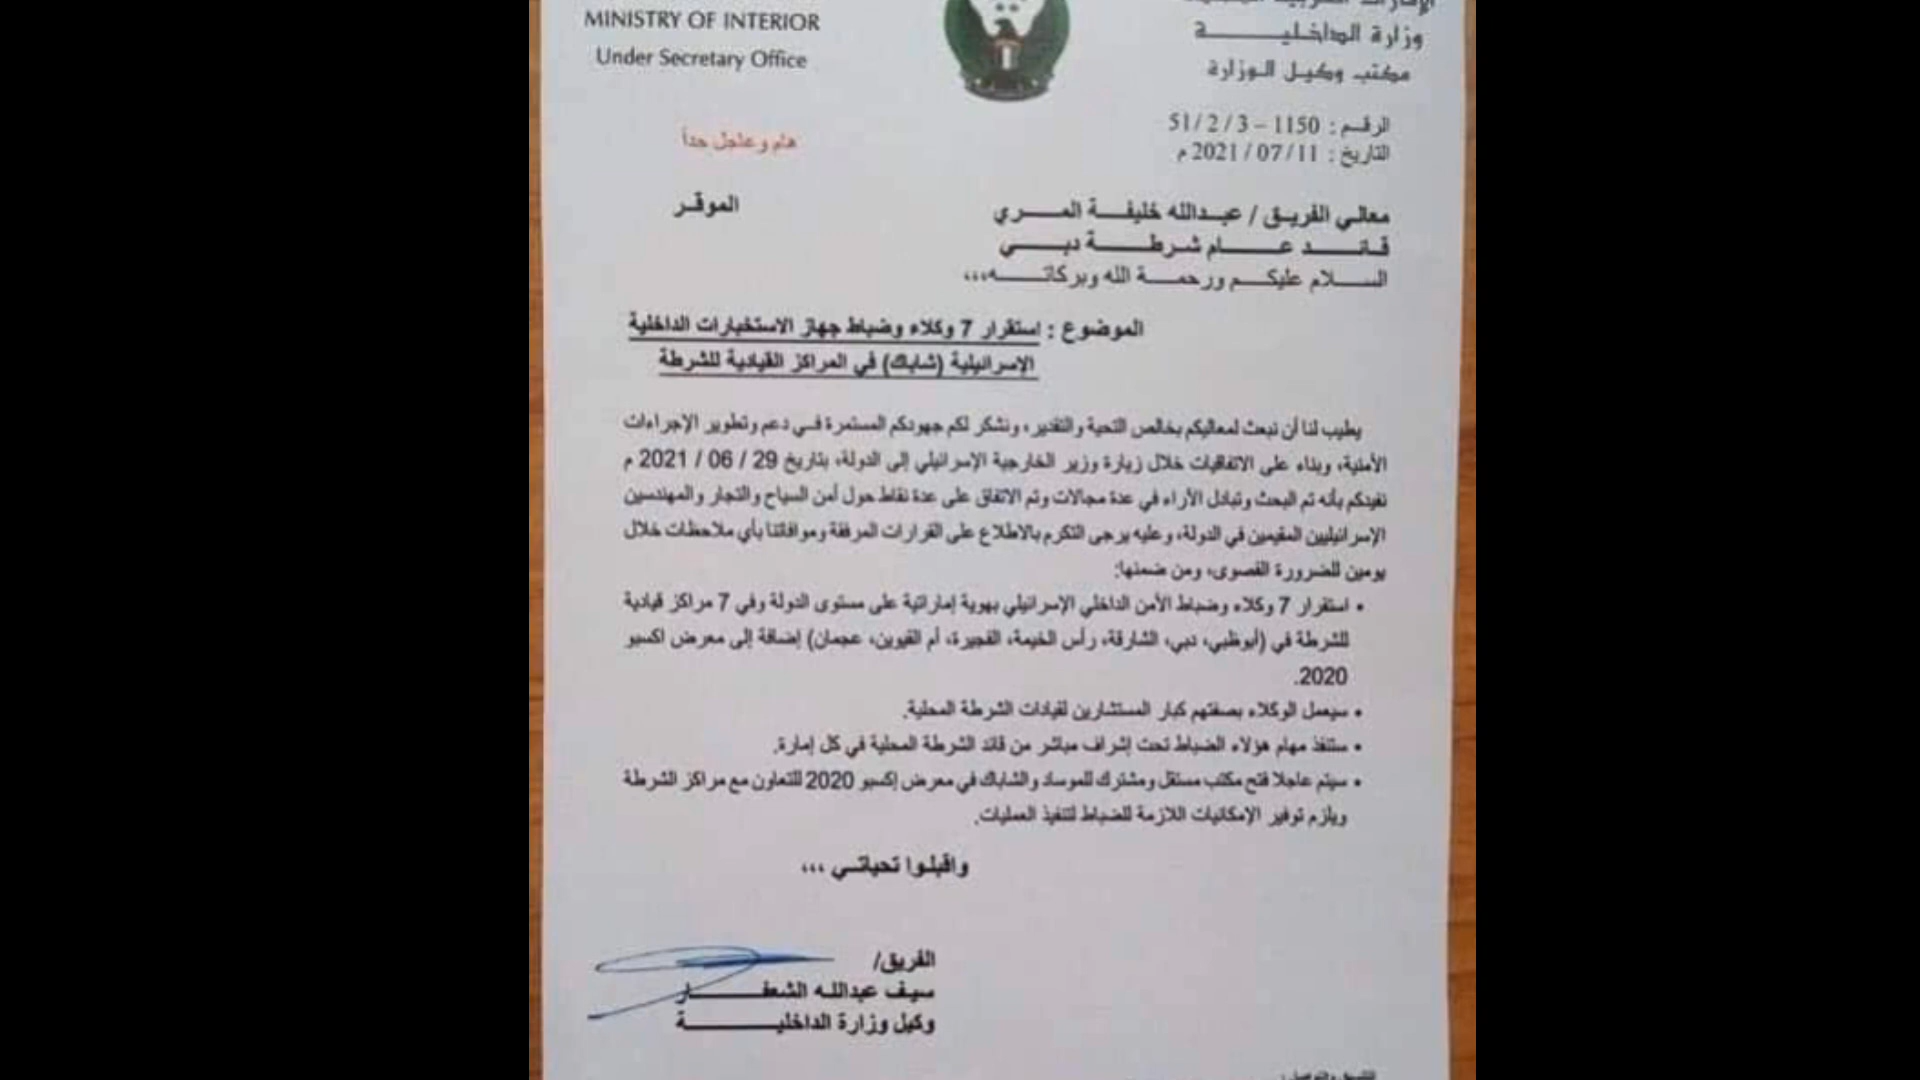 MINISTRY OF INTERIOR
Under Secretary Office
وزارة الداخليـــــــة
مكتب وكيل الوزارة
الرقم : 1150 – 3 / 2 / 51
التاريخ : 11 / 07 / 2021 م
هام وعاجل جداً
معالي الفريق / عبدالله خليفة المري الموقر
قائد عام شرطة دبي
السلام عليكم ورحمة الله وبركاته،،،
الموضوع : استقرار 7 وكلاء وضباط جهاز الاستخبارات الداخلية
الإسرائيلية (شاباك) في المراكز القيادية للشرطة
يطيب لنا أن نبعث لمعاليكم بخالص التحية والتقدير، ونشكر لكم جهودكم المستمرة في دعم وتطوير الإجراءات
الأمنية، وبناء على الاتفاقيات خلال زيارة وزير الخارجية الإسرائيلي إلى الدولة، بتاريخ 29 / 06 / 2021 م
نفيدكم بأنه تم البحث وتبادل الأراء في عدة مجالات وتم الاتفاق على عدة نقاط حول أمن السياح والتجار والمهندسين
الإسرائيليين المقيمين في الدولة، وعليه يرجى التكرم بالاطلاع على القرارات المرفقة وموافاتنا بأي ملاحظات خلال
يومين للضرورة القصوى، ومن ضمنها:
• استقرار 7 وكلاء وضباط الأمن الداخلي الإسرائيلي بهوية إماراتية على مستوى الدولة وفي 7 مراكز قيادية
للشرطة في (أبوظبي، دبي، الشارقة، رأس الخيمة، الفجيرة، أم القيوين، عجمان) إضافة إلى معرض اكسبو
2020.
• سيعمل الوكلاء بصفتهم كبار المستشارين لقيادات الشرطة المحلية.
• ستنفذ مهام هؤلاء الضباط تحت إشراف مباشر من قائد الشرطة المحلية في كل إمارة.
• سيتم عاجلا فتح مكتب مستقل ومشترك للموساد والشاباك في معرض إكسبو 2020 للتعاون مع مراكز الشرطة
ويلزم توفير الإمكانيات اللازمة للضباط لتنفيذ العمليات.
واقبلوا تحياتي ،،،
الفريق/
سيف عبدالله الشعفار
وكيل وزارة الداخلية